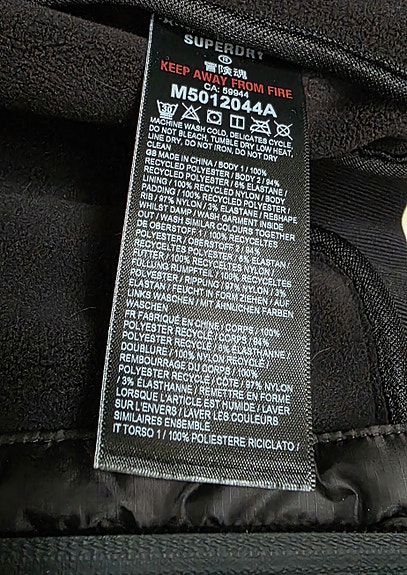 SUPERDRY
®
冒険魂
KEEP AWAY FROM FIRE
CA: 59944
M5012044A
MACHINE WASH COLD, DELICATES CYCLE,
DO NOT BLEACH, TUMBLE DRY LOW HEAT,
LINE DRY, DO NOT IRON, DO NOT DRY
CLEAN
GB MADE IN CHINA / BODY 1 / 100%
RECYCLED POLYESTER / BODY 2 / 94%
RECYCLED POLYESTER / 6% ELASTANE /
LINING / 100% RECYCLED NYLON / BODY
PADDING / 100% RECYCLED POLYESTER /
RIB / 97% NYLON / 3% ELASTANE / RESHAPE
WHILST DAMP / WASH GARMENT INSIDE
OUT / WASH SIMILAR COLOURS TOGETHER
DE OBERSTOFF 1 / 100% RECYCELTES
POLYESTER / OBERSTOFF 2 / 94%
RECYCELTES POLYESTER / 6% ELASTAN /
FUTTER / 100% RECYCELTES NYLON /
FÜLLUNG RUMPFTEIL / 100% RECYCELTES
POLYESTER / RIPPUNG / 97% NYLON / 3%
ELASTAN / FEUCHT IN FORM ZIEHEN / AUF
LINKS WASCHEN / MIT ÄHNLICHEN FARBEN
WASCHEN
FR FABRIQUÉ EN CHINE / CORPS / 100%
POLYESTER RECYCLÉ / CORPS / 94%
POLYESTER RECYCLÉ / 6% ÉLASTHANNE /
DOUBLURE / 100% NYLON RECYCLÉ /
REMBOURRAGE DU CORPS / 100%
POLYESTER RECYCLÉ / CÔTE / 97% NYLON
/ 3% ÉLASTHANNE / REMETTRE EN FORME
LORSQUE L'ARTICLE EST HUMIDE / LAVER
SUR L'ENVERS / LAVER LES COULEURS
SIMILAIRES ENSEMBLE
IT TORSO 1 / 100% POLIESTERE RICICLATO /